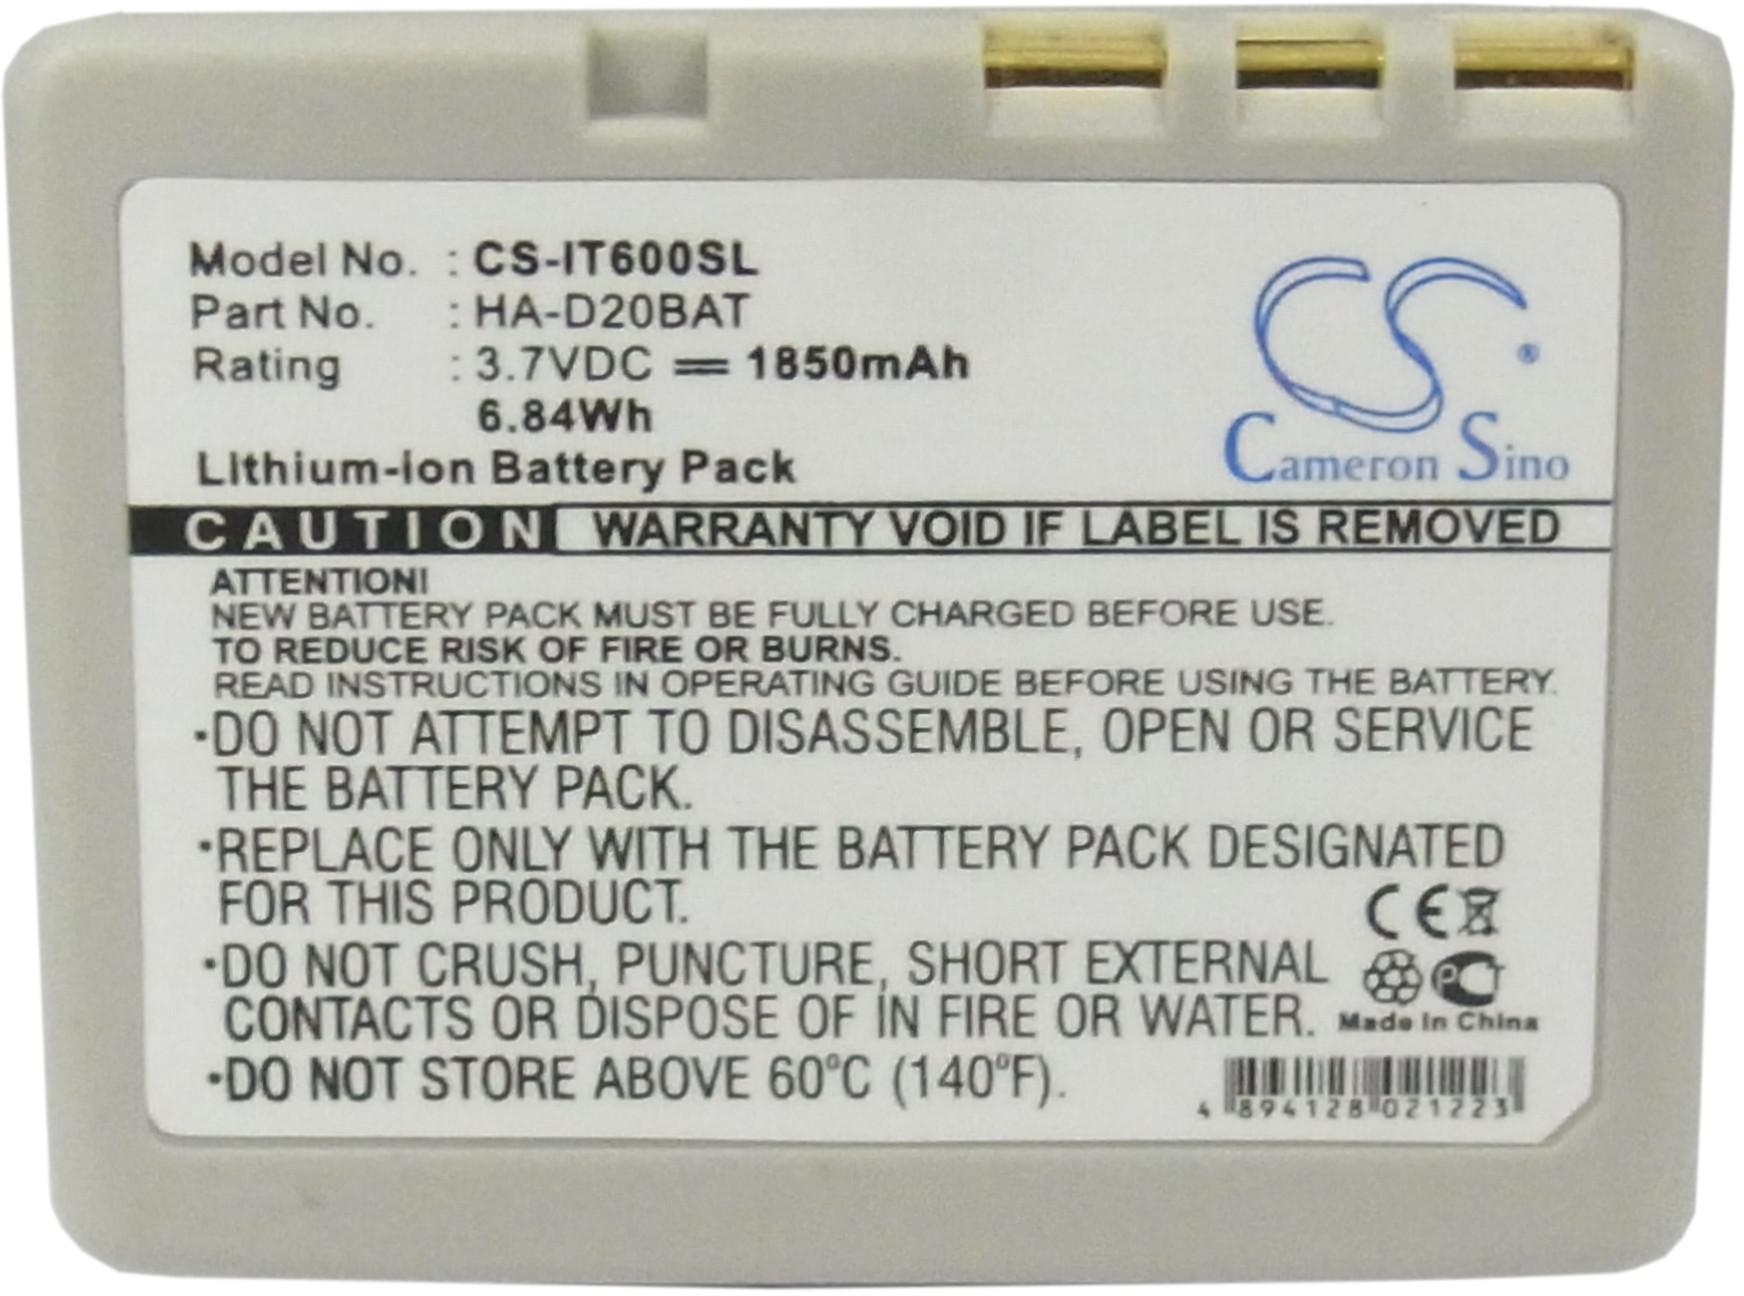 Model No. : CS-IT600SL
Part No. : HA-D20BAT
Rating : 3.7VDC ⎓ 1850mAh
6.84Wh
Lithium-ion Battery Pack
CS ®
Cameron Sino
CAUTION WARRANTY VOID IF LABEL IS REMOVED
ATTENTION!
NEW BATTERY PACK MUST BE FULLY CHARGED BEFORE USE.
TO REDUCE RISK OF FIRE OR BURNS.
READ INSTRUCTIONS IN OPERATING GUIDE BEFORE USING THE BATTERY.
·DO NOT ATTEMPT TO DISASSEMBLE, OPEN OR SERVICE
THE BATTERY PACK.
·REPLACE ONLY WITH THE BATTERY PACK DESIGNATED
FOR THIS PRODUCT.
·DO NOT CRUSH, PUNCTURE, SHORT EXTERNAL
CONTACTS OR DISPOSE OF IN FIRE OR WATER.
·DO NOT STORE ABOVE 60°C (140°F).
CE
PC
Made In China
4 894128 021223